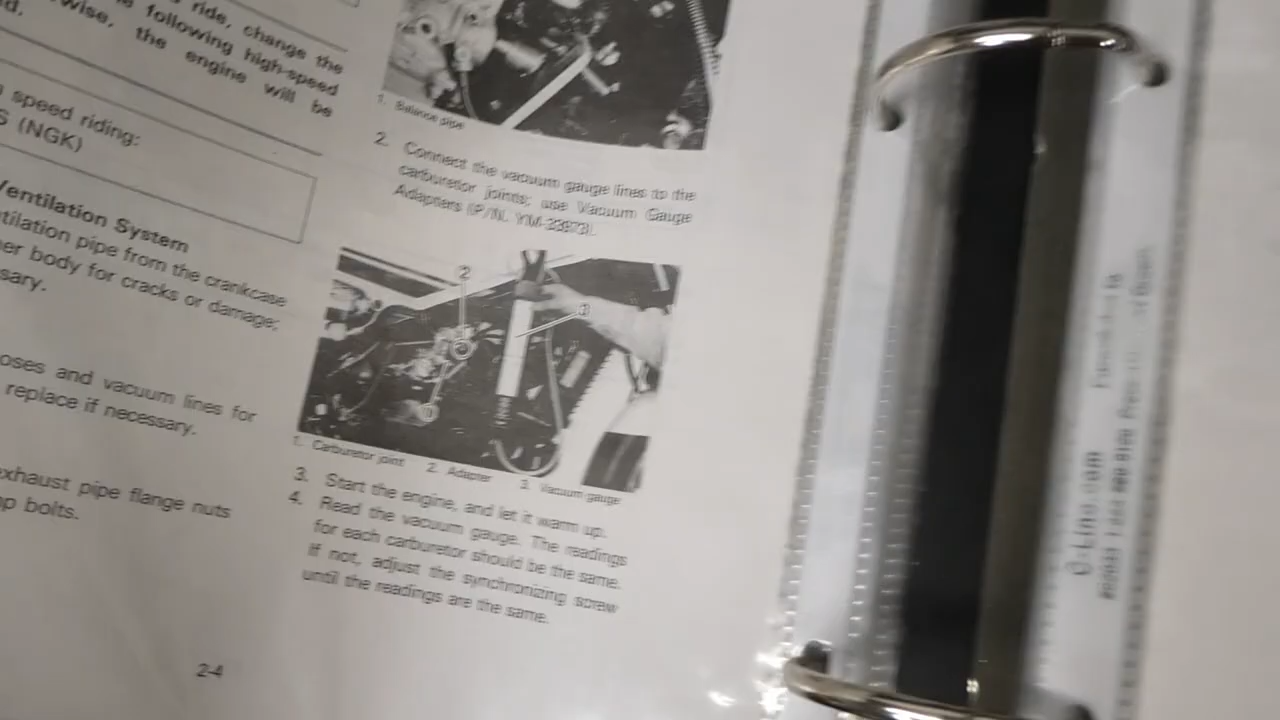 ride, change the
following high-speed
the engine will be
speed riding:
S (NGK)
Ventilation System
tilation pipe from the crankcase
er body for cracks or damage;
sary.
oses and vacuum lines for
replace if necessary.
exhaust pipe flange nuts
p bolts.
2-4
1. Balance pipe
2. Connect the vacuum gauge lines to the
carburetor joints; use Vacuum Gauge
Adapters (P/N.
2
3
1
1. Carburetor joint 2. Adapter 3. Vacuum gauge
3. Start the engine, and let it warm up.
4. Read the vacuum gauge. The readings
for each carburetor should be the same.
If not, adjust the synchronizing screw
until the readings are the same.
C-Line.com